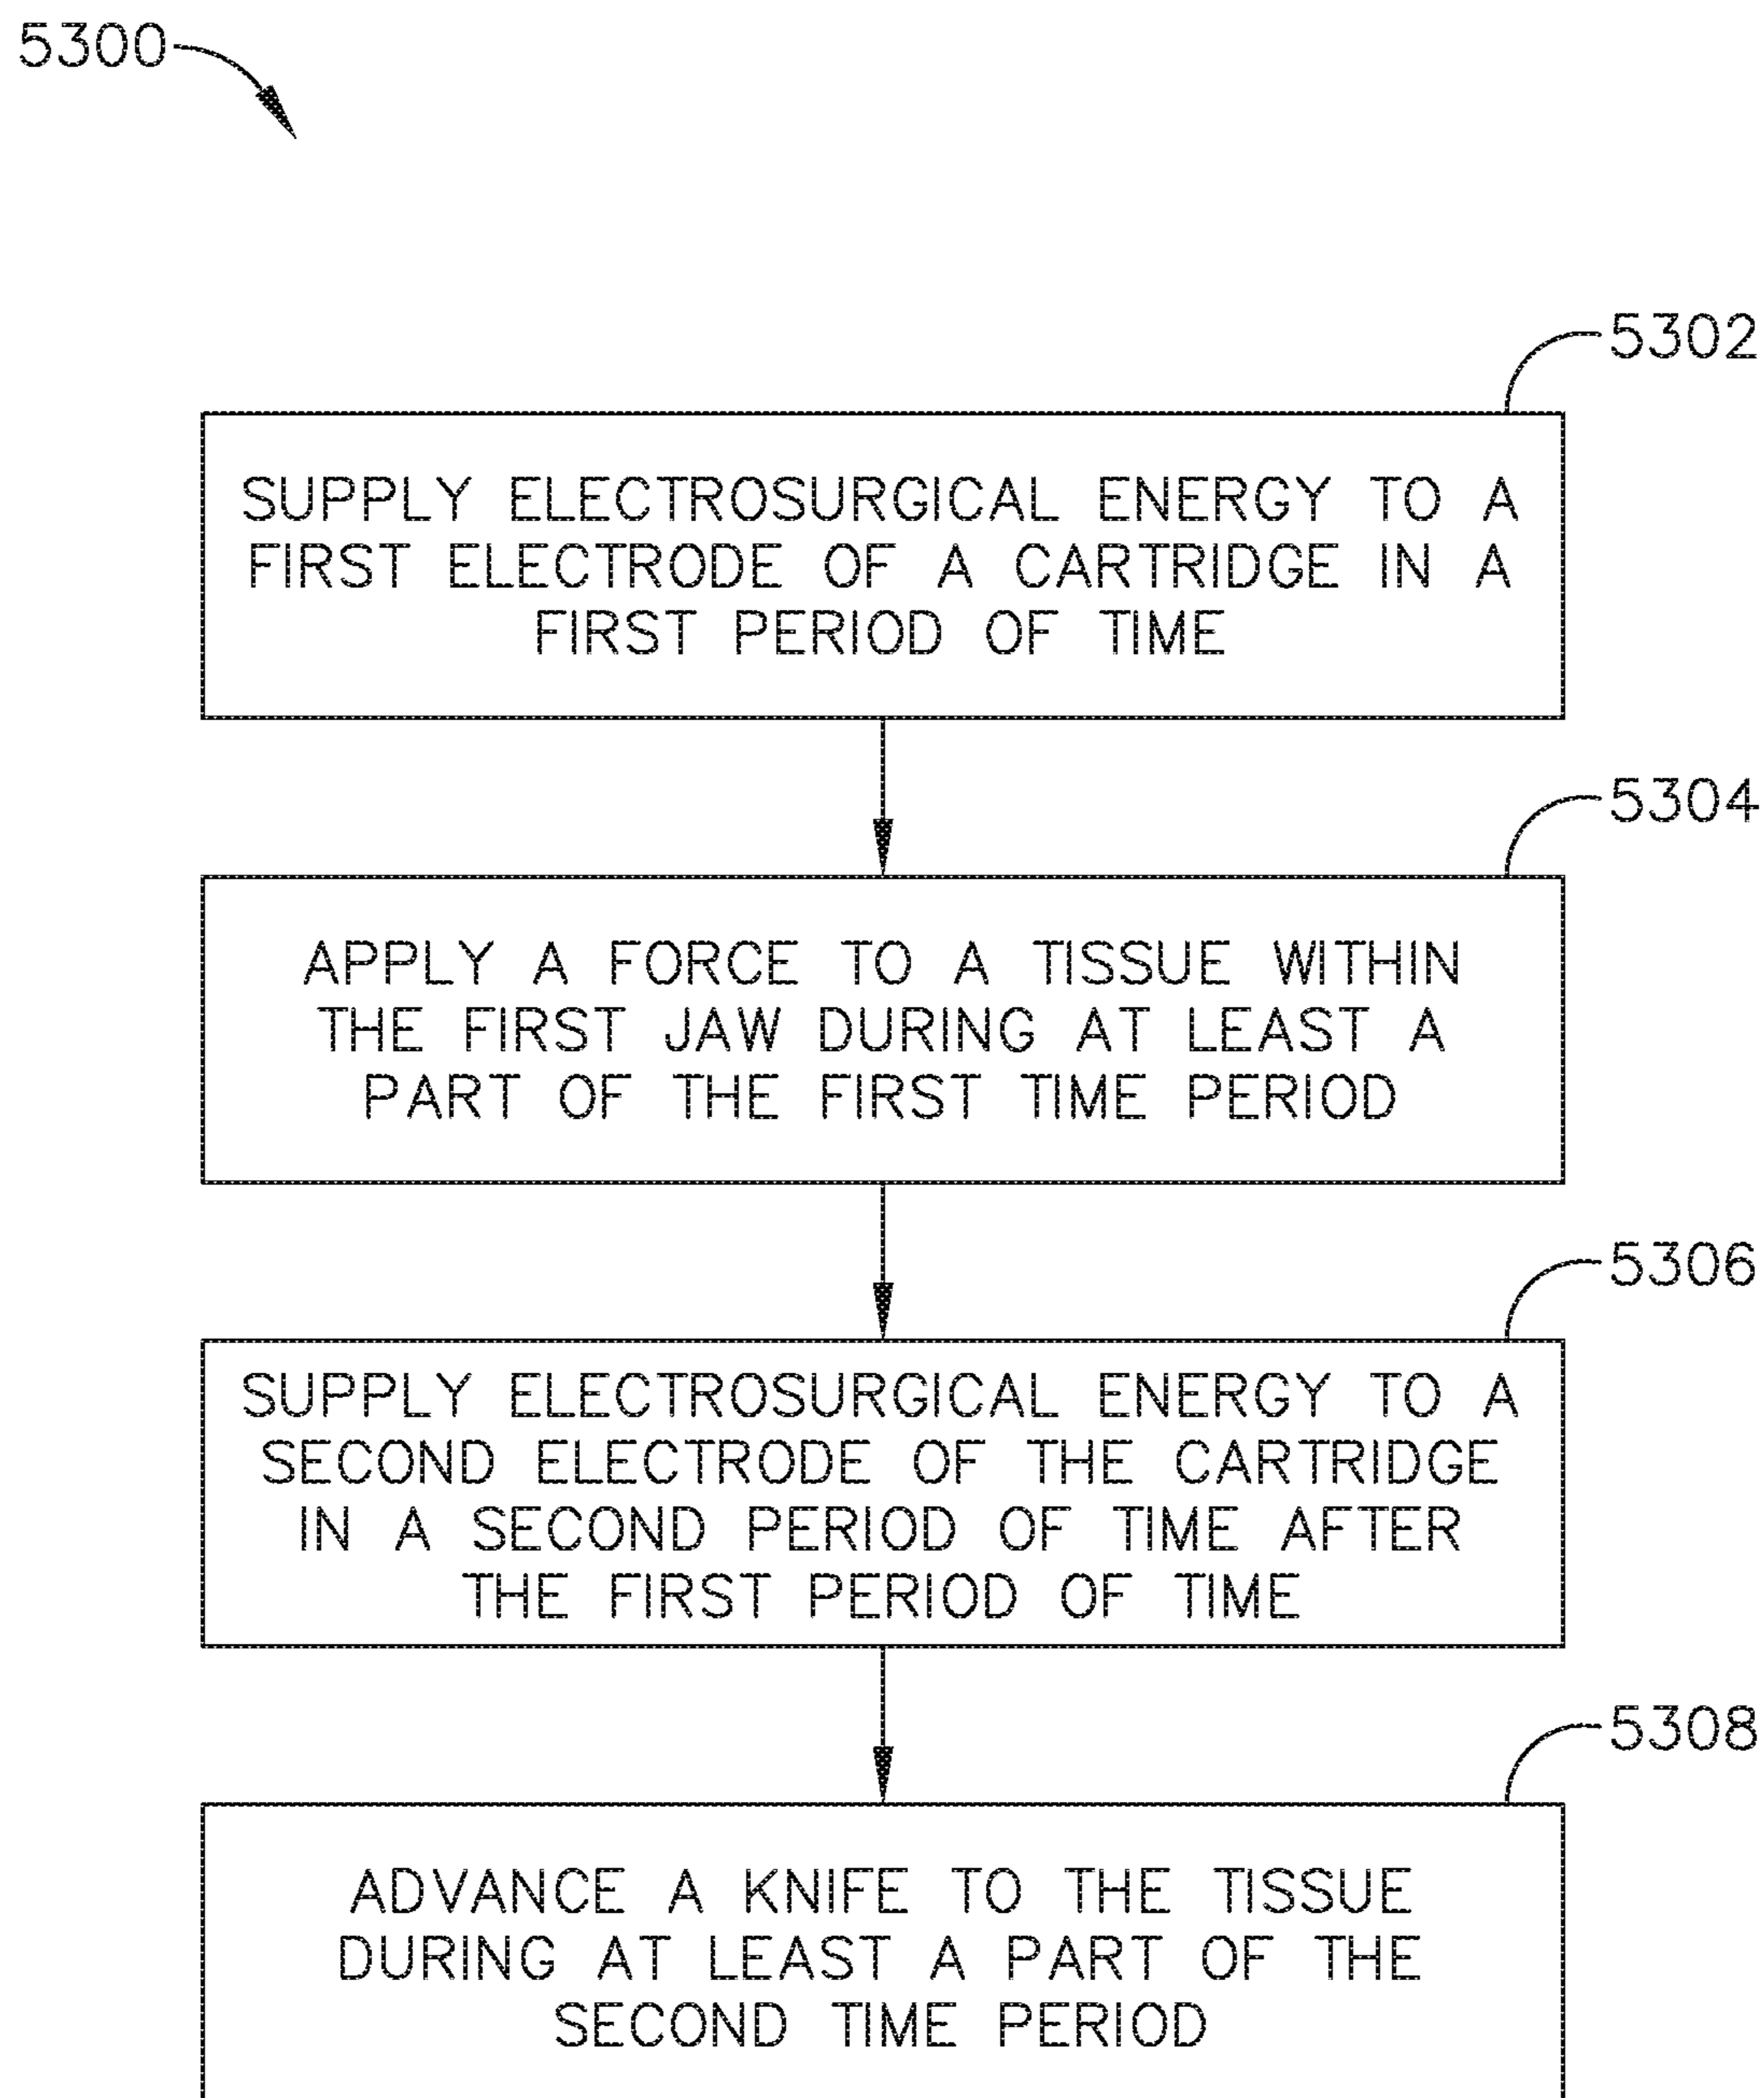 5300
5302
SUPPLY ELECTROSURGICAL ENERGY TO A
FIRST ELECTRODE OF A CARTRIDGE IN A
FIRST PERIOD OF TIME
5304
APPLY A FORCE TO A TISSUE WITHIN
THE FIRST JAW DURING AT LEAST A
PART OF THE FIRST TIME PERIOD
5306
SUPPLY ELECTROSURGICAL ENERGY TO A
SECOND ELECTRODE OF THE CARTRIDGE
IN A SECOND PERIOD OF TIME AFTER
THE FIRST PERIOD OF TIME
5308
ADVANCE A KNIFE TO THE TISSUE
DURING AT LEAST A PART OF THE
SECOND TIME PERIOD